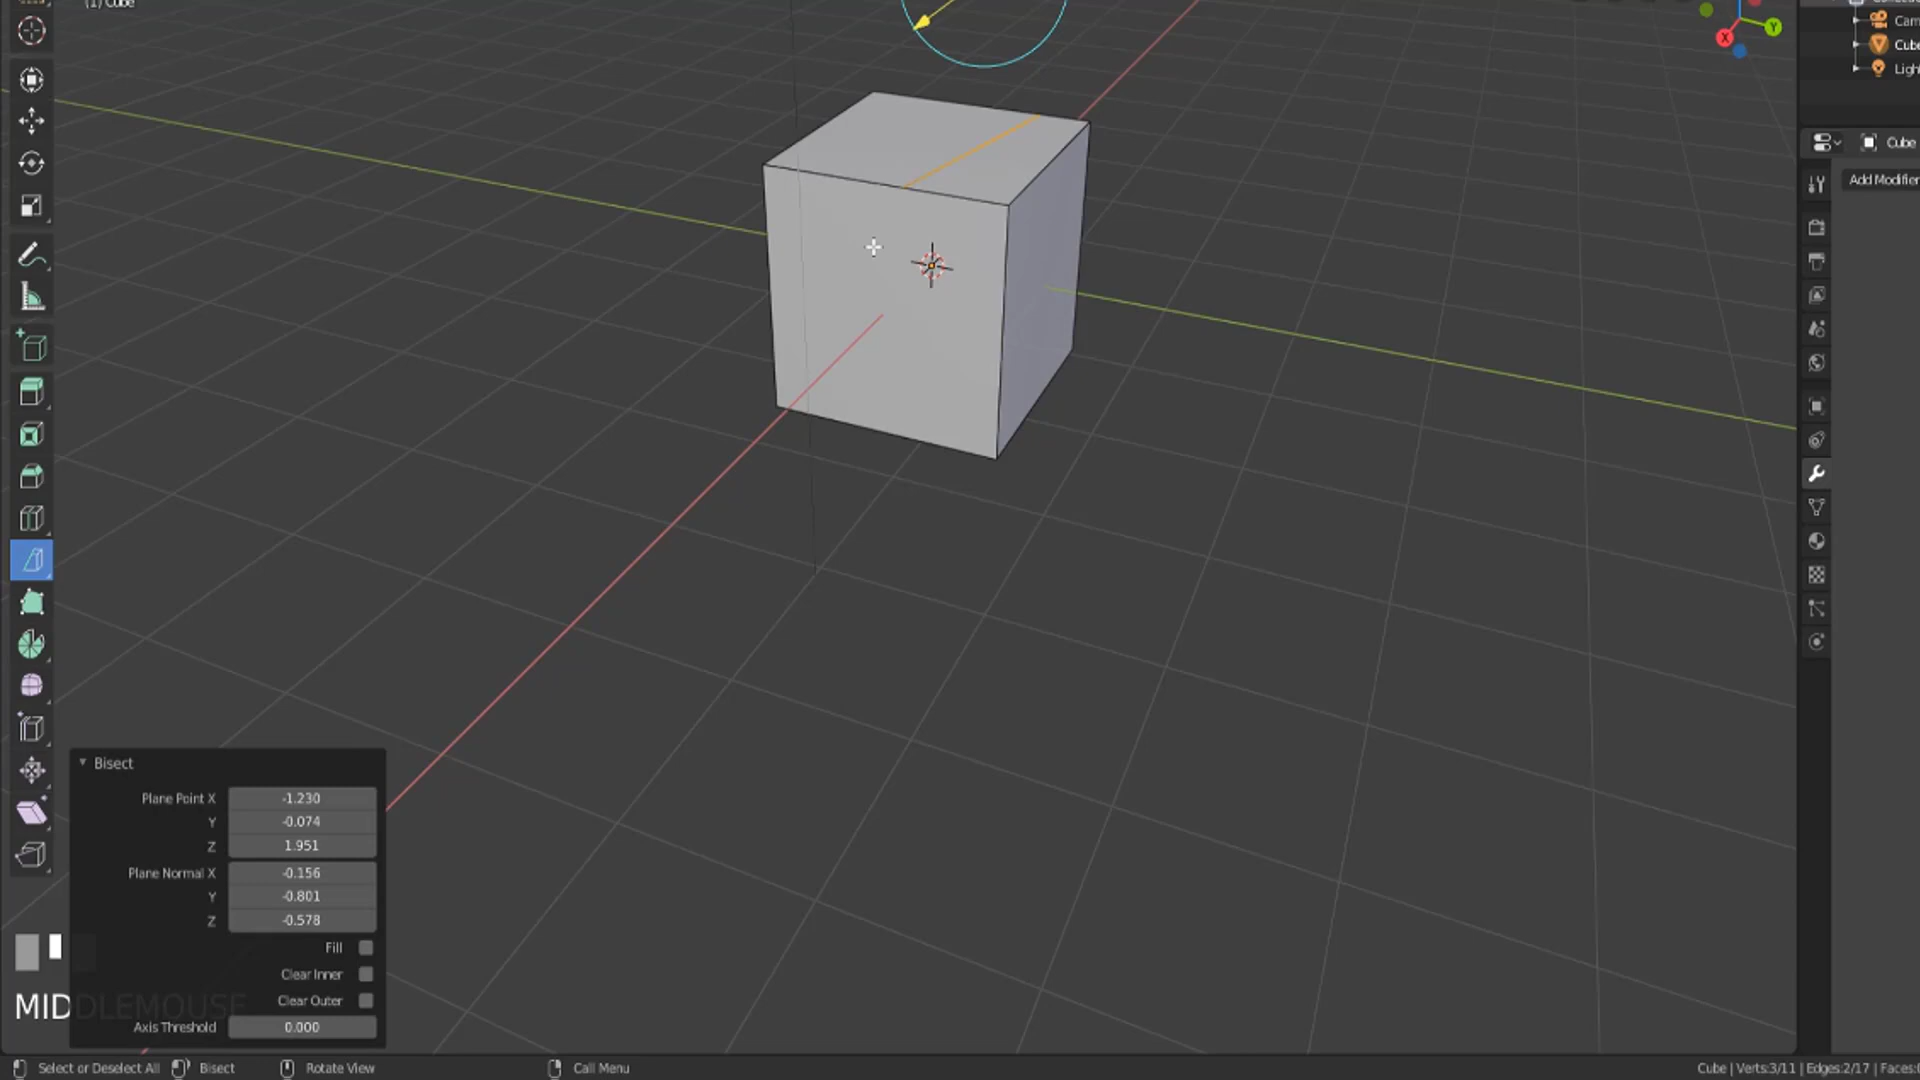 (1) Cube
X
Y
Cam
Cube
Ligh
Cube
Add Modifier
Bisect
Plane Point X -1.230
Y -0.074
Z 1.951
Plane Normal X -0.156
Y -0.801
Z -0.578
Fill
Clear Inner
Clear Outer
Axis Threshold 0.000
MIDDLEMOUSE
Select or Deselect All Bisect Rotate View Call Menu Cube | Verts:3/11 | Edges:2/17 | Faces: